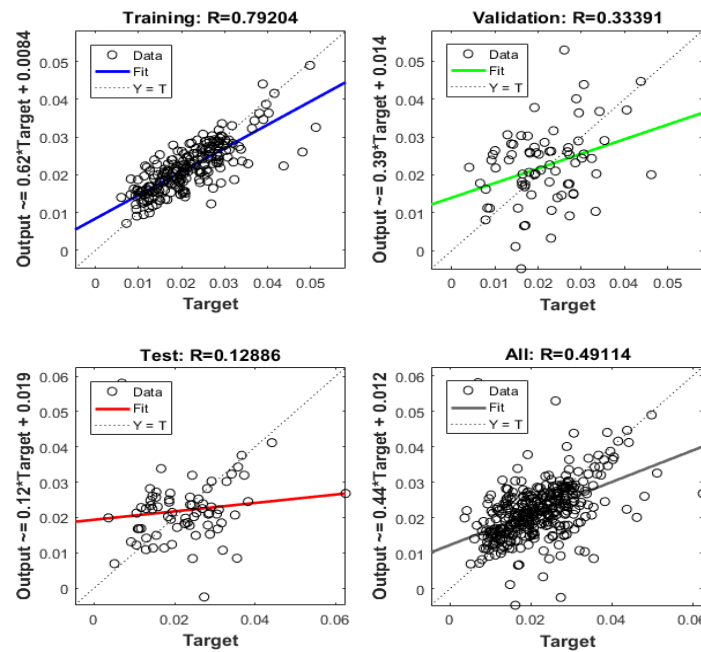 Training: R=0.79204
Output ~= 0.62*Target + 0.0084
0.05
0.04
0.03
0.02
0.01
0
Data
Fit
Y = T
0 0.01 0.02 0.03 0.04 0.05
Target
Validation: R=0.33391
Output ~= 0.39*Target + 0.014
0.05
0.04
0.03
0.02
0.01
0
Data
Fit
Y = T
0 0.01 0.02 0.03 0.04 0.05
Target
Test: R=0.12886
Output ~= 0.12*Target + 0.019
0.06
0.05
0.04
0.03
0.02
0.01
0
Data
Fit
Y = T
0 0.02 0.04 0.06
Target
All: R=0.49114
Output ~= 0.44*Target + 0.012
0.06
0.05
0.04
0.03
0.02
0.01
0
Data
Fit
Y = T
0 0.02 0.04 0.06
Target